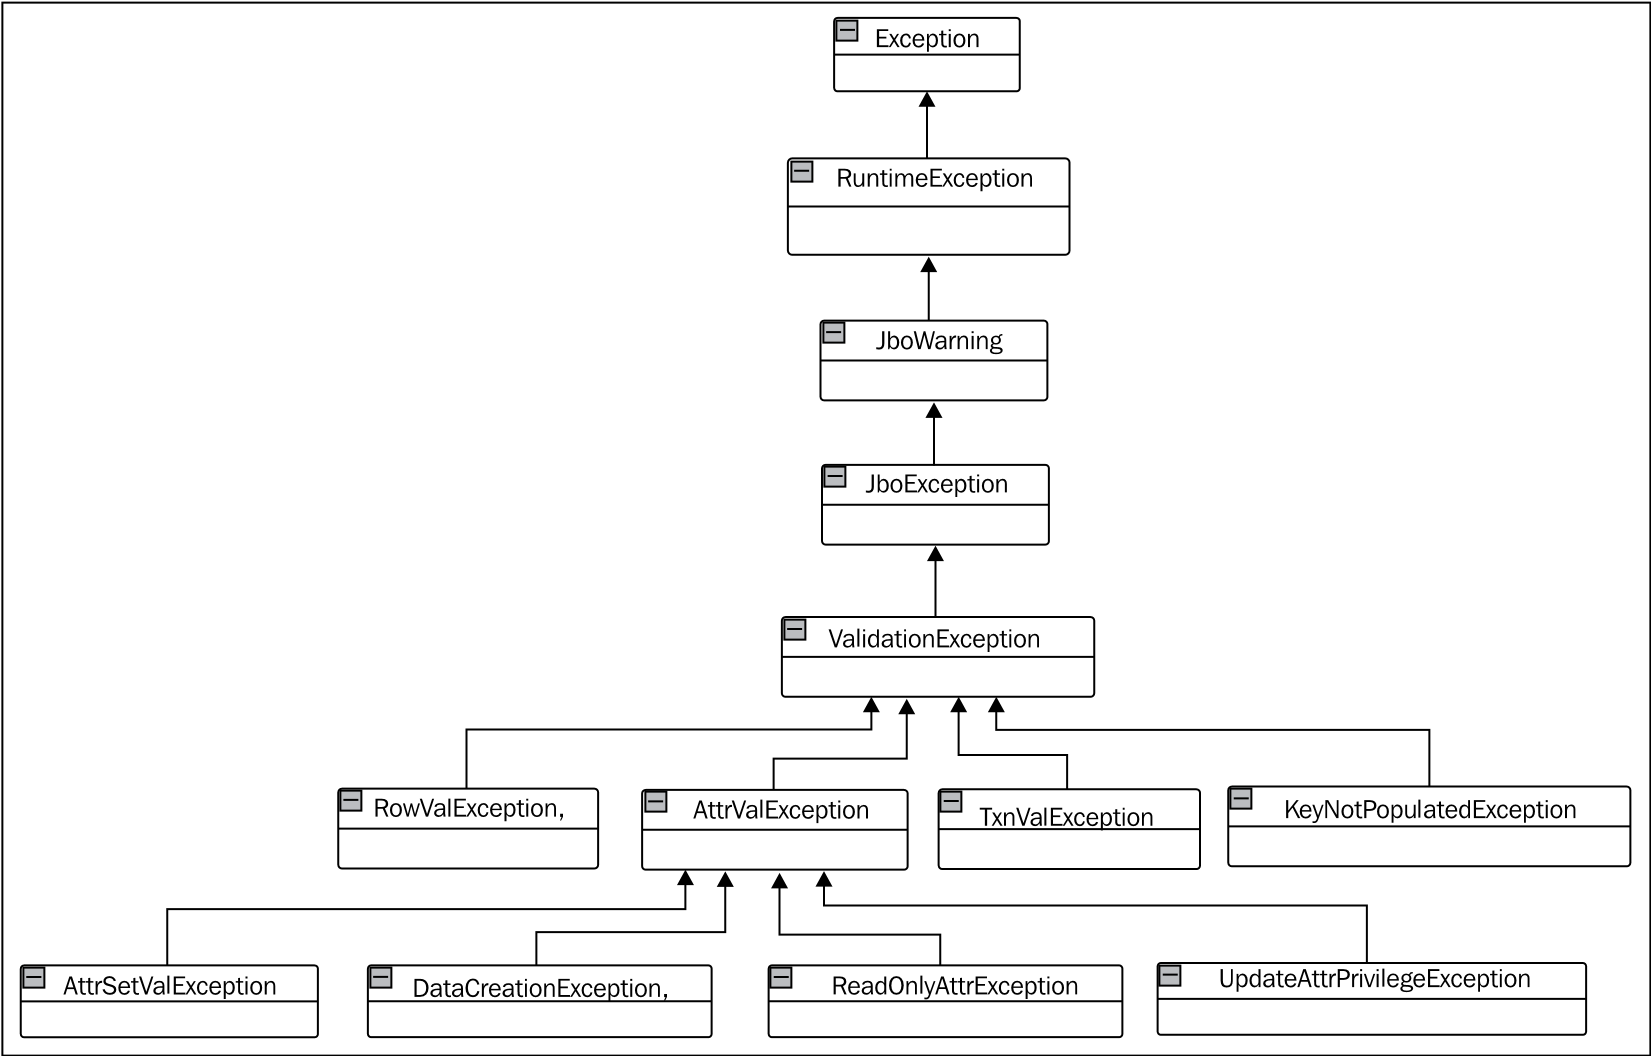 Exception
RuntimeException
JboWarning
JboException
ValidationException
RowValException,
AttrValException
TxnValException
KeyNotPopulatedException
AttrSetValException
DataCreationException,
ReadOnlyAttrException
UpdateAttrPrivilegeException